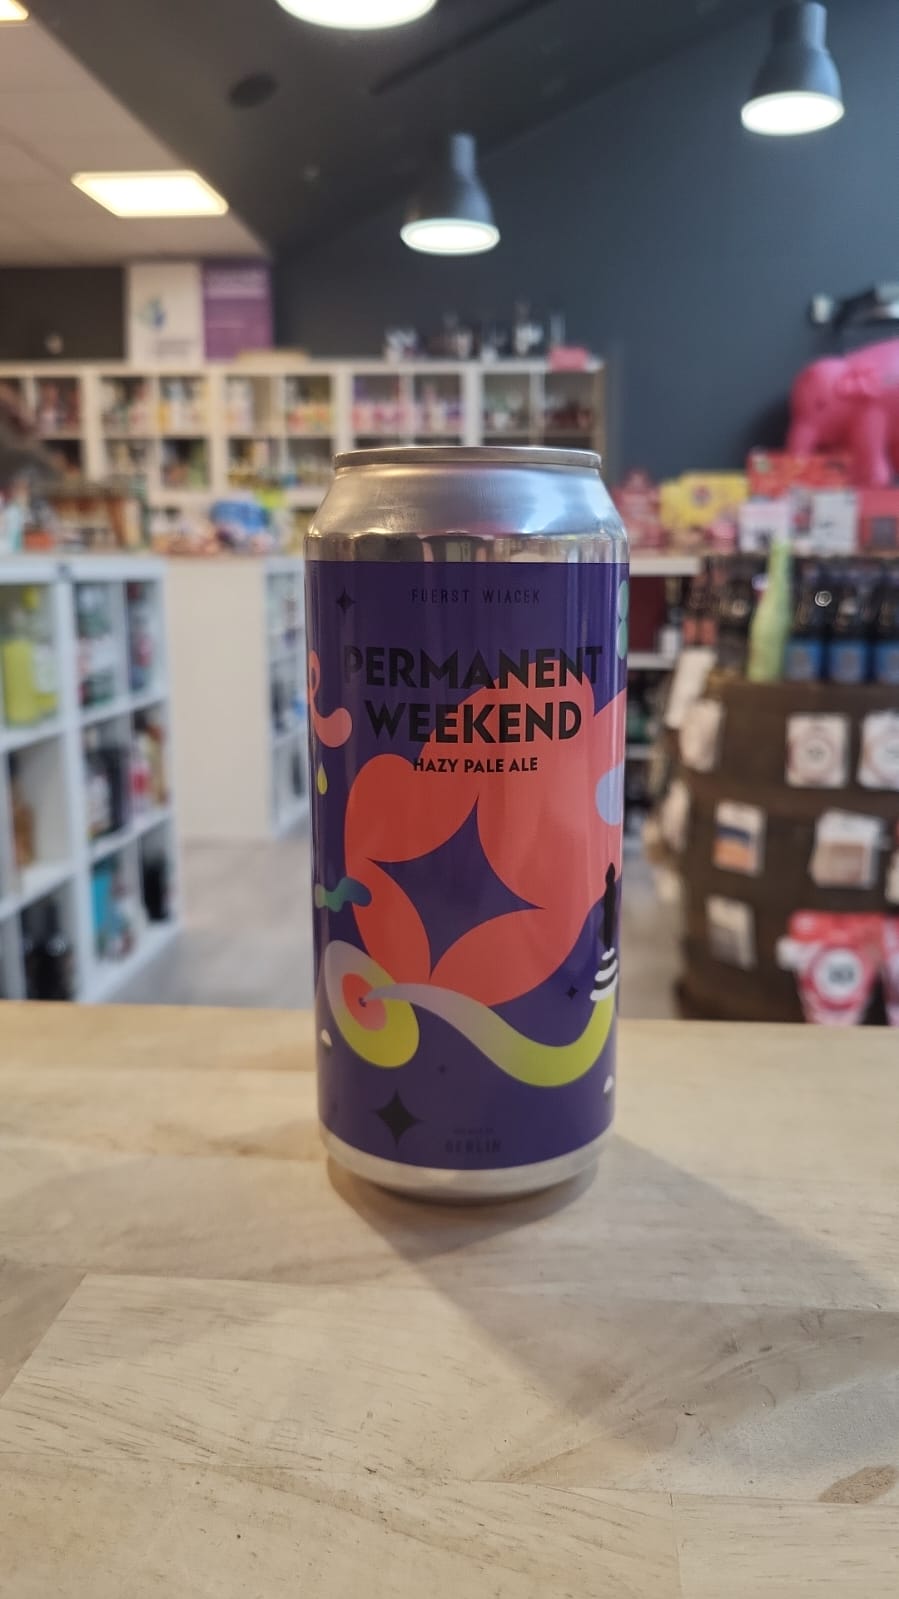 FUERST WIACEK
PERMANENT
WEEKEND
HAZY PALE ALE
BERLIN